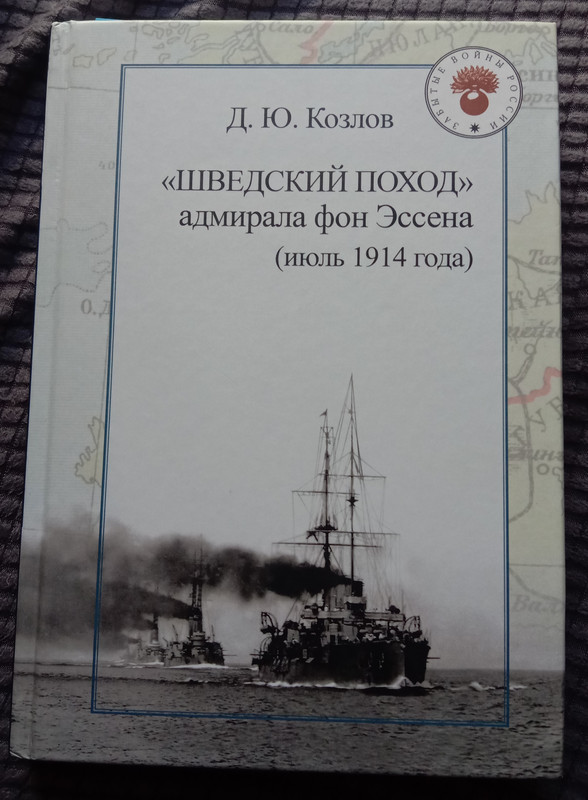 ЗАБЫТЫЕ ВОЙНЫ РОССИИ
Д. Ю. Козлов
«ШВЕДСКИЙ ПОХОД»
адмирала фон Эссена
(июль 1914 года)